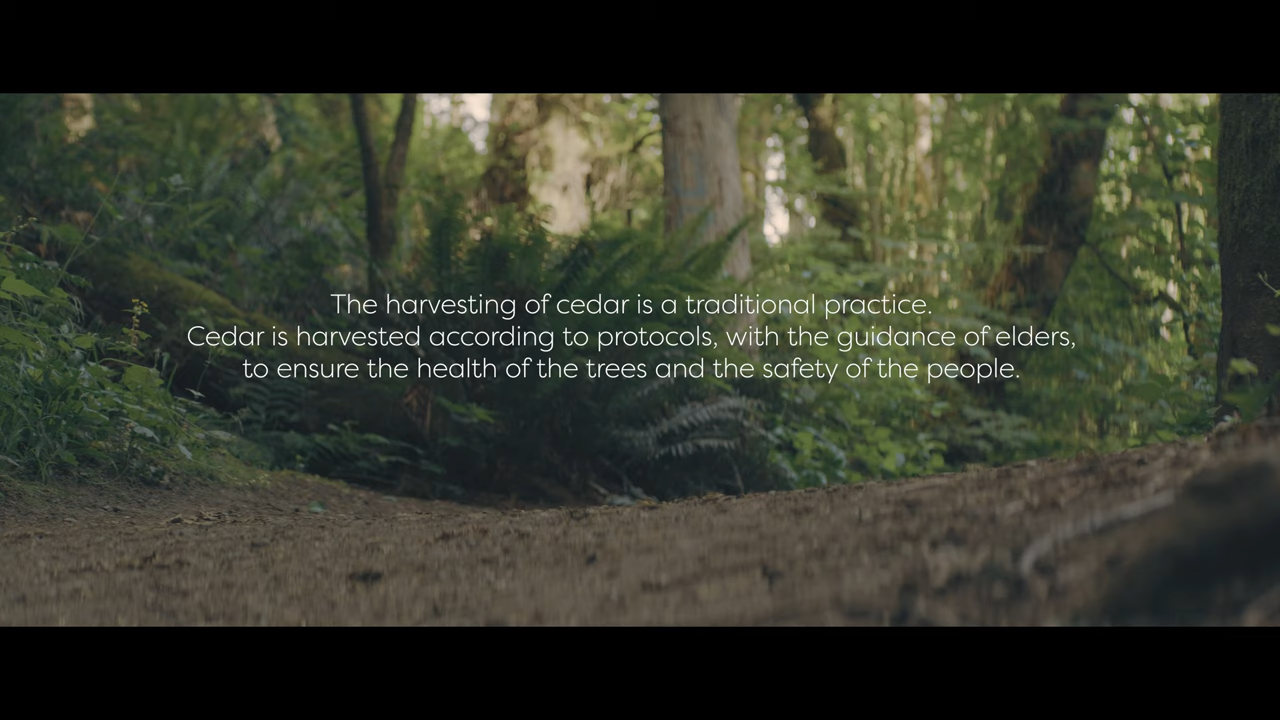 The harvesting of cedar is a traditional practice.
Cedar is harvested according to protocols, with the guidance of elders,
to ensure the health of the trees and the safety of the people.